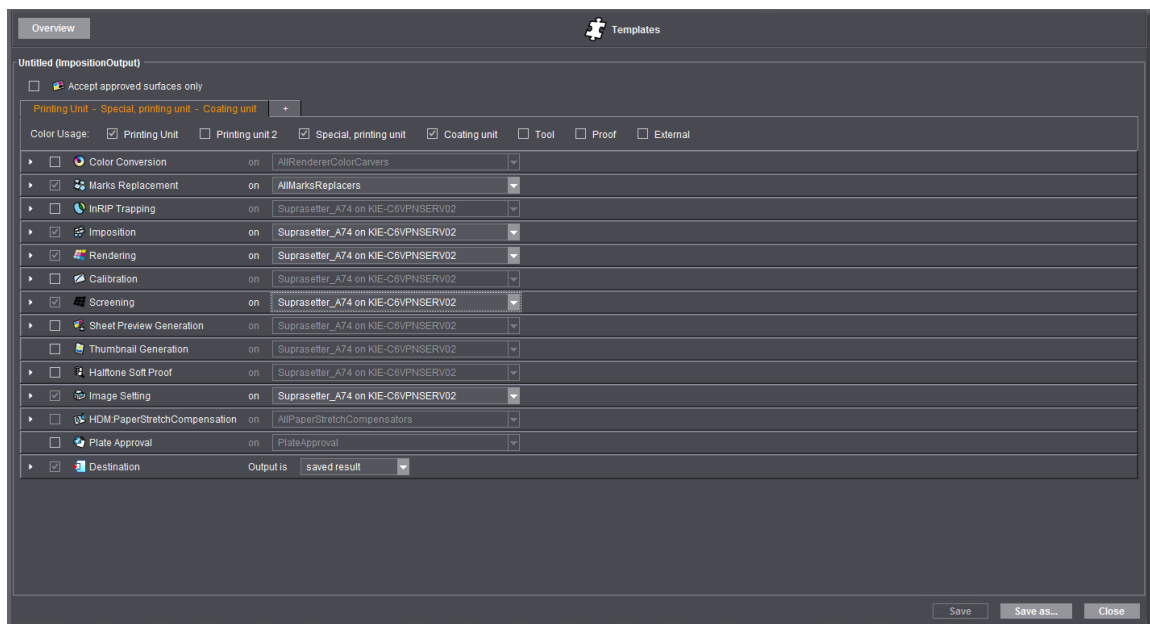 Overview
Templates
Untitled (ImpositionOutput)
Accept approved surfaces only
Printing Unit - Special, printing unit - Coating unit +
Color Usage: Printing Unit Printing unit 2 Special, printing unit Coating unit Tool Proof External
Color Conversion on AllRendererColorCarvers
Marks Replacement on AllMarksReplacers
InRIP Trapping on Suprasetter_A74 on KIE-C6VPNSERV02
Imposition on Suprasetter_A74 on KIE-C6VPNSERV02
Rendering on Suprasetter_A74 on KIE-C6VPNSERV02
Calibration on Suprasetter_A74 on KIE-C6VPNSERV02
Screening on Suprasetter_A74 on KIE-C6VPNSERV02
Sheet Preview Generation on Suprasetter_A74 on KIE-C6VPNSERV02
Thumbnail Generation on Suprasetter_A74 on KIE-C6VPNSERV02
Halftone Soft Proof on Suprasetter_A74 on KIE-C6VPNSERV02
Image Setting on Suprasetter_A74 on KIE-C6VPNSERV02
HDM:PaperStretchCompensation on AllPaperStretchCompensators
Plate Approval on PlateApproval
Destination Output is saved result
Save Save as... Close